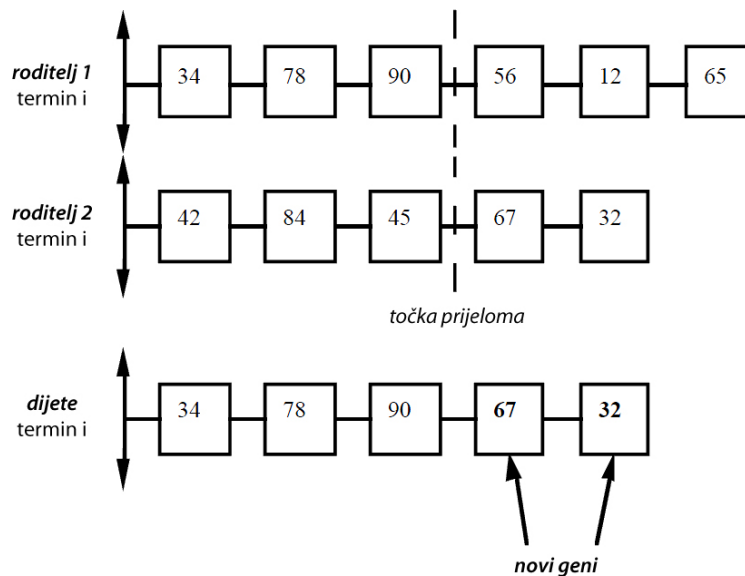 roditelj 1
termin i
34 78 90 56 12 65
roditelj 2
termin i
42 84 45 67 32
točka prijeloma
dijete
termin i
34 78 90 67 32
novi geni